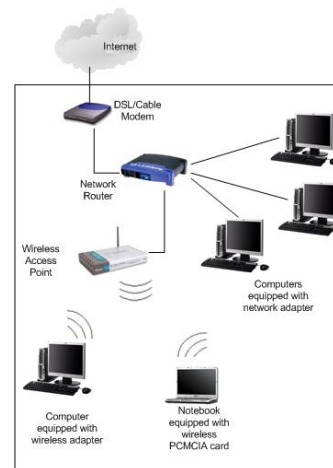 Internet
DSL/Cable
Modem
Network
Router
Wireless
Access
Point
Computers
equipped with
network adapter
Computer
equipped with
wireless adapter
Notebook
equipped with
wireless
PCMCIA card